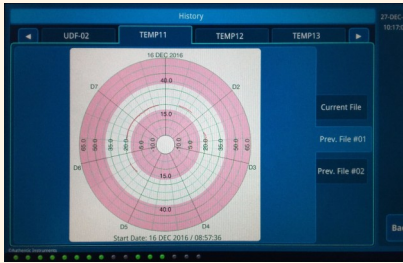 History
27-DEC-
10:17:0
UDF-02
TEMP11
TEMP12
TEMP13
16 DEC 2016
D7
D2
D6
D3
D5
D4
40.0
15.0
15.0
40.0
Start Date: 16 DEC 2016 / 08:57:36
Current File
Prev. File #01
Prev. File #02
Ba